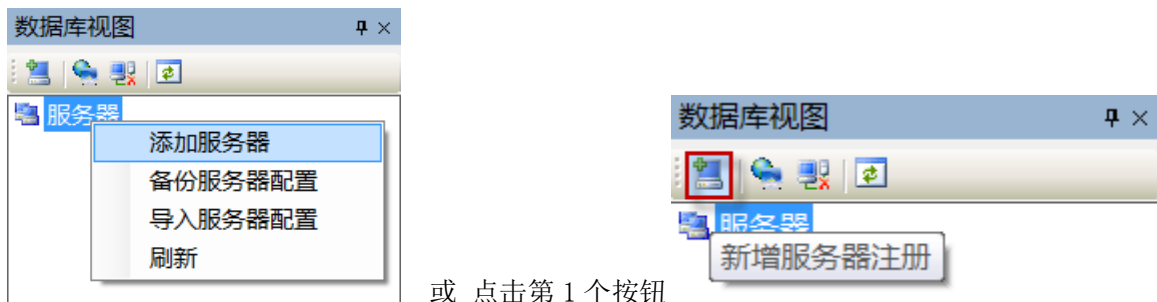 数据库视图
服务器
添加服务器
备份服务器配置
导入服务器配置
刷新
或 点击第 1 个按钮
数据库视图
服务器
新增服务器注册